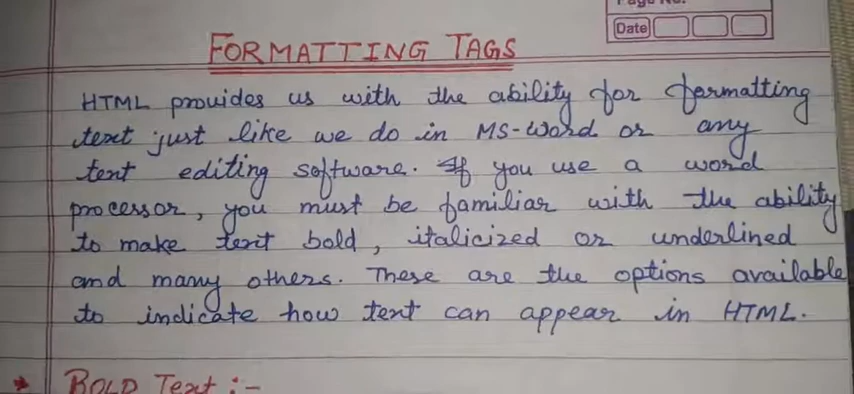 Page No.
Date
FORMATTING TAGS
HTML provides us with the ability for formatting
text just like we do in MS-Word or any
text editing software. If you use a word
processor, you must be familiar with the ability
to make text bold, italicized or underlined
and many others. These are the options available
to indicate how text can appear in HTML.
* BOLD Text :-